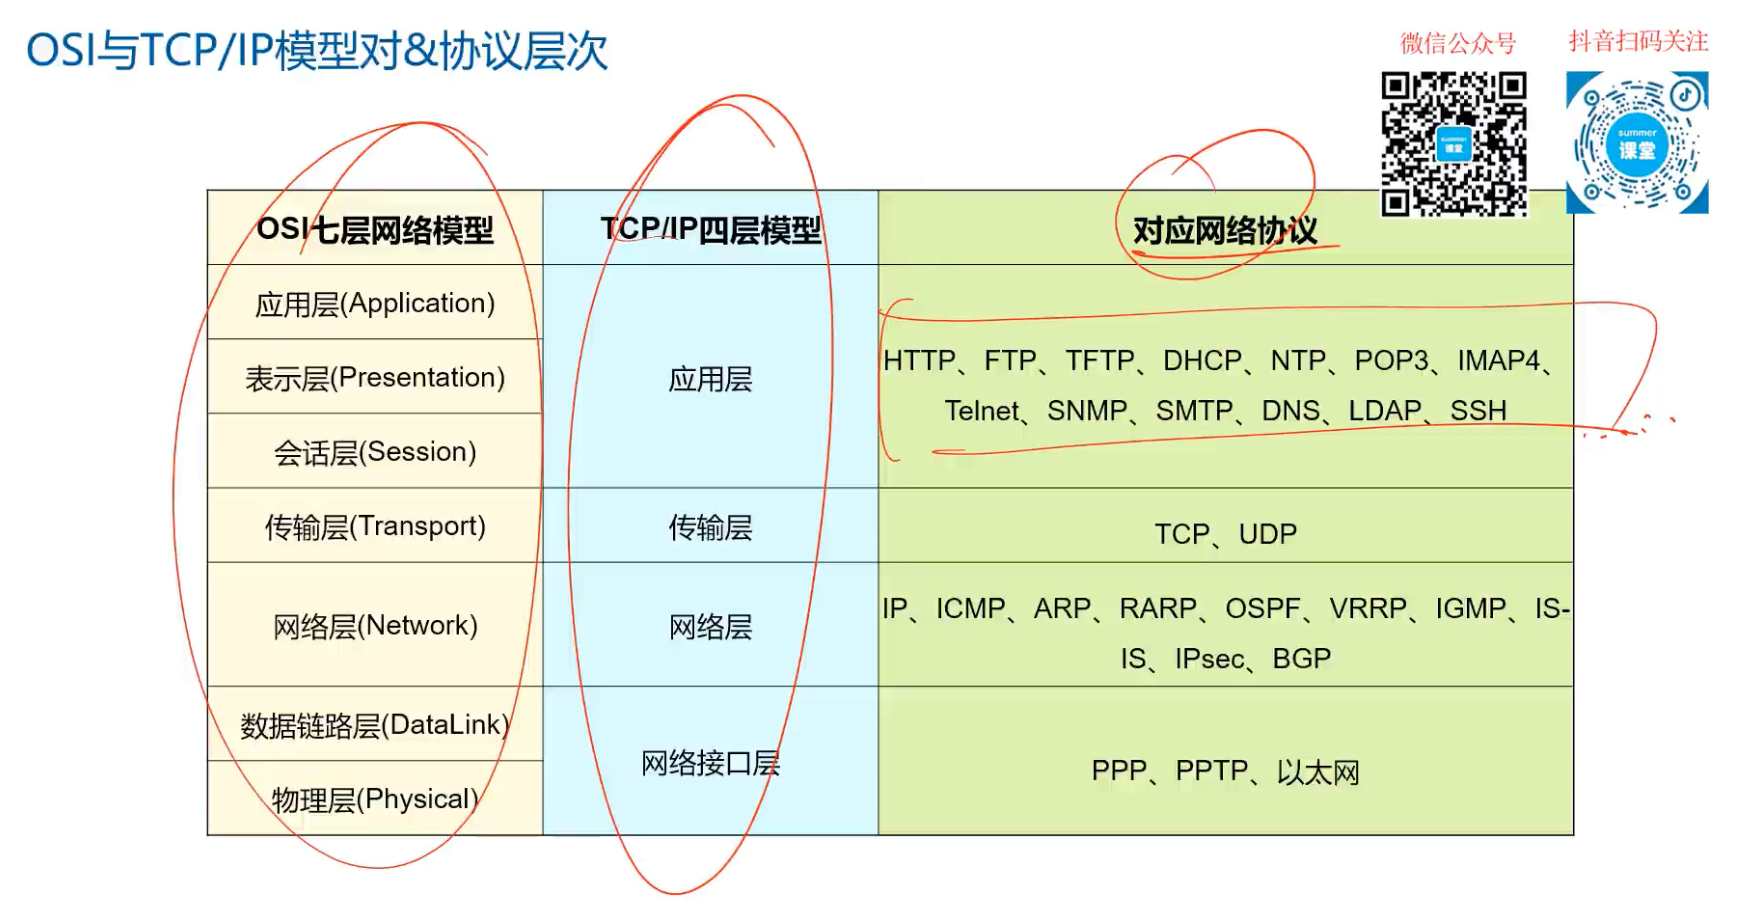 OSI与TCP/IP模型对&协议层次
微信公众号
抖音扫码关注
summer
课堂
summer
课堂
OSI七层网络模型
TCP/IP四层模型
对应网络协议
应用层(Application)
表示层(Presentation)
会话层(Session)
应用层
HTTP、FTP、TFTP、DHCP、NTP、POP3、IMAP4、
Telnet、SNMP、SMTP、DNS、LDAP、SSH
传输层(Transport)
传输层
TCP、UDP
网络层(Network)
网络层
IP、ICMP、ARP、RARP、OSPF、VRRP、IGMP、IS-
IS、IPsec、BGP
数据链路层(DataLink)
物理层(Physical)
网络接口层
PPP、PPTP、以太网